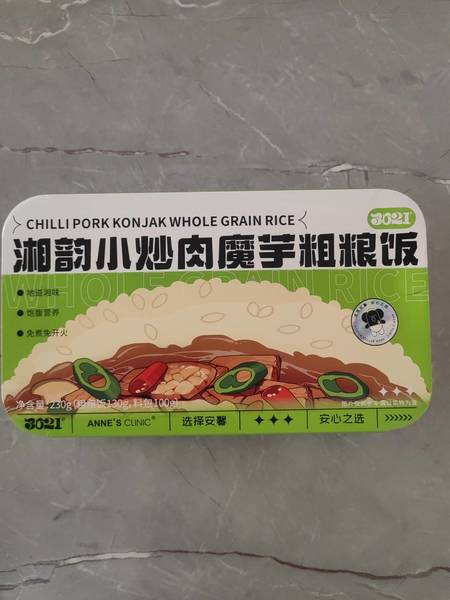 CHILLI PORK KONJAK WHOLE GRAIN RICE
3021
湘韵小炒肉魔芋粗粮饭
WHOLE GRAIN RICE
地道湘味
饱腹营养
免煮免开火
净含量: 230g(粗粮饭130g, 料包100g)
3021
ANNE'S CLINIC®
选择安馨
安心之选